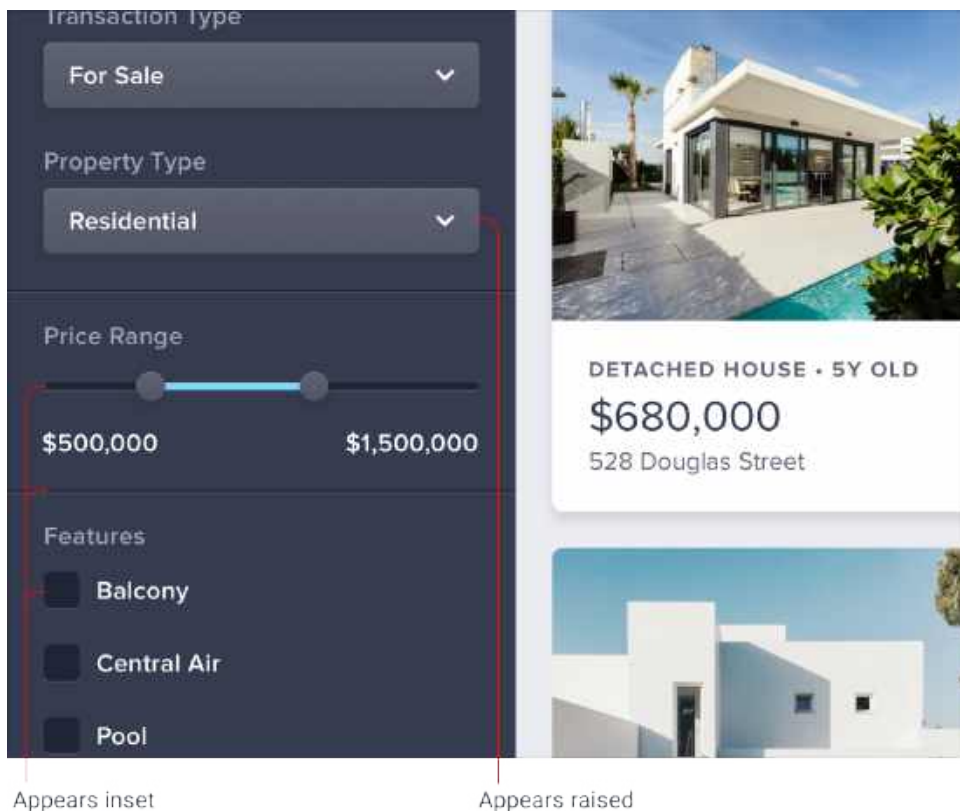 Transaction Type
For Sale
Property Type
Residential
Price Range
$500,000 $1,500,000
Features
Balcony
Central Air
Pool
DETACHED HOUSE • 5Y OLD
$680,000
528 Douglas Street
Appears inset
Appears raised